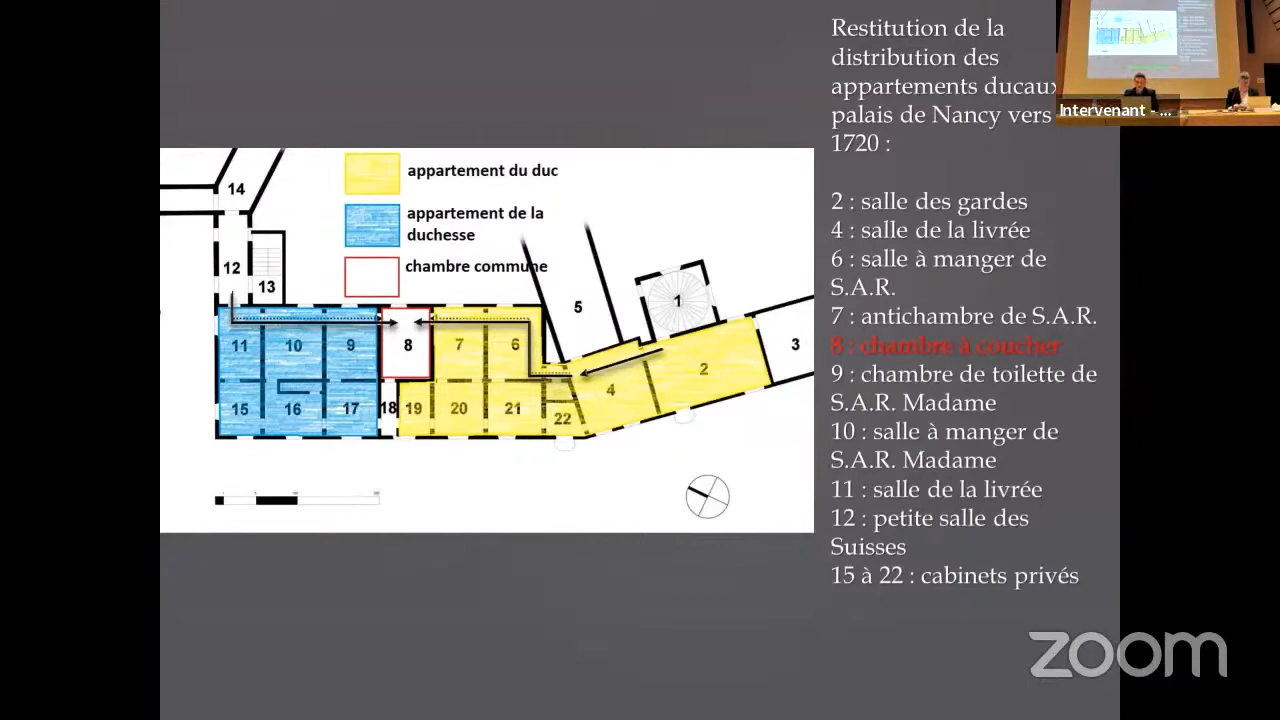 Restitution de la
distribution des
appartements ducaux
palais de Nancy vers
1720 :
2 : salle des gardes
4 : salle de la livrée
6 : salle à manger de
S.A.R.
7 : antichambre de S.A.R.
8 : chambre à coucher
9 : chambre de toilette de
S.A.R. Madame
10 : salle à manger de
S.A.R. Madame
11 : salle de la livrée
12 : petite salle des
Suisses
15 à 22 : cabinets privés
Intervenant - ...
appartement du duc
appartement de la
duchesse
chambre commune
14
12
13
5
1
11
10
9
8
7
6
3
2
4
15
16
17
18
19
20
21
22
zoom